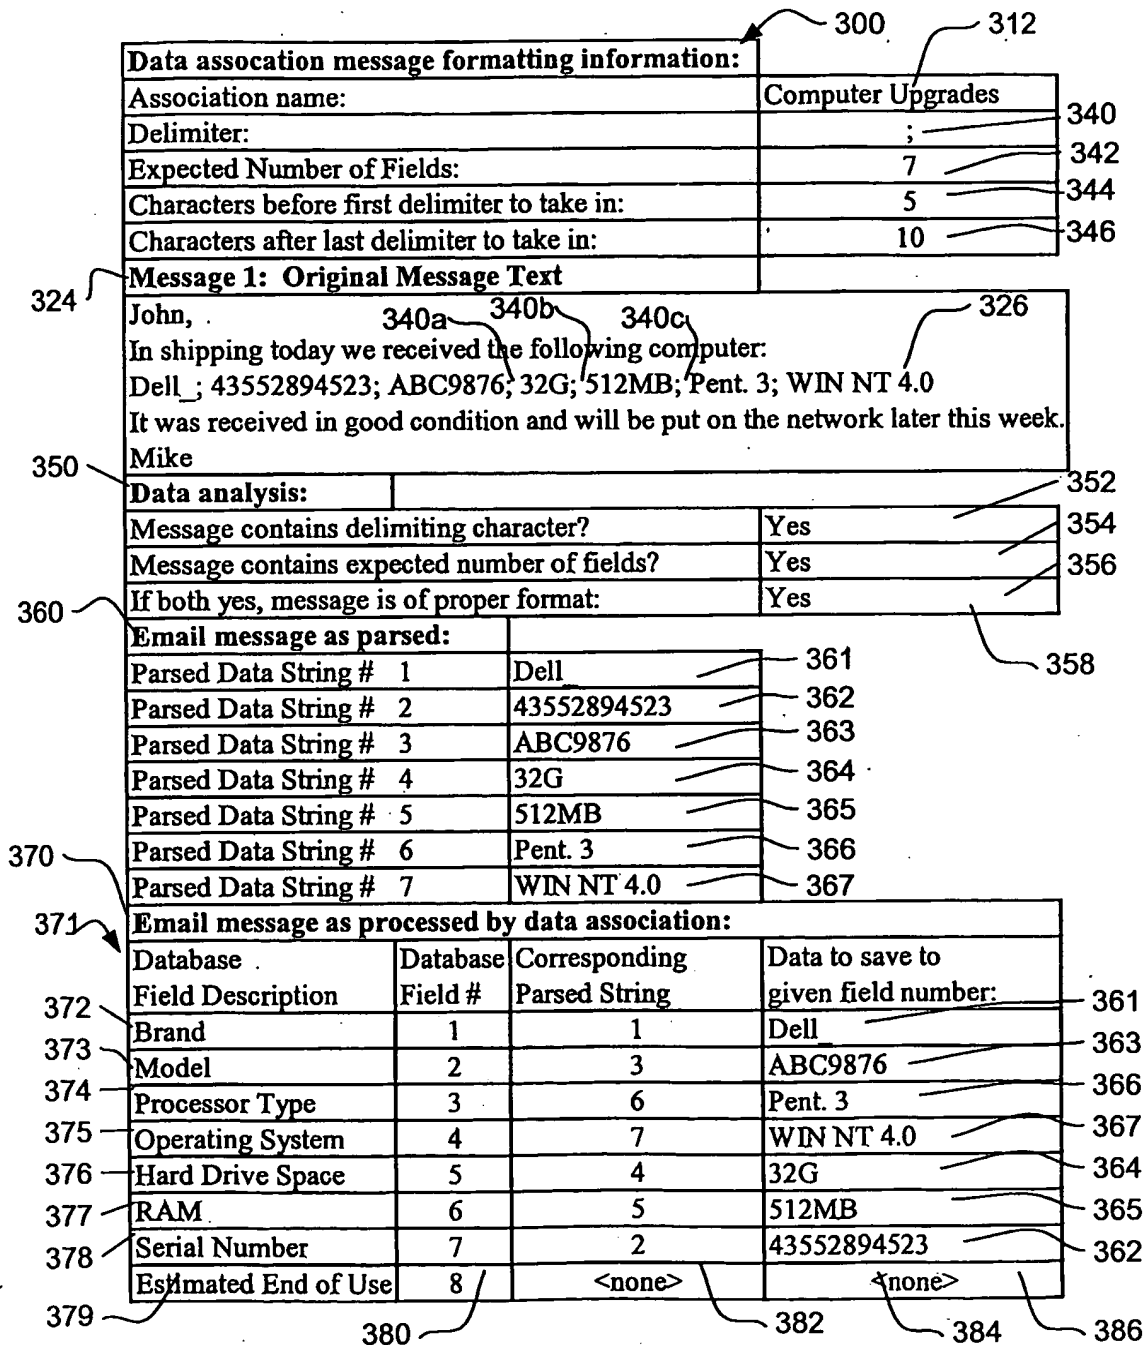 300 312
Data assocation message formatting information:
Association name: Computer Upgrades
Delimiter: ; 340
Expected Number of Fields: 7 342
Characters before first delimiter to take in: 5 344
Characters after last delimiter to take in: 10 346
324 Message 1: Original Message Text
John, 340a 340b 340c 326
In shipping today we received the following computer:
Dell_; 43552894523; ABC9876; 32G; 512MB; Pent. 3; WIN NT 4.0
It was received in good condition and will be put on the network later this week.
Mike
350 Data analysis: 352
Message contains delimiting character? Yes 354
Message contains expected number of fields? Yes 356
If both yes, message is of proper format: Yes 358
360 Email message as parsed:
Parsed Data String # 1 Dell_ 361
Parsed Data String # 2 43552894523 362
Parsed Data String # 3 ABC9876 363
Parsed Data String # 4 32G 364
Parsed Data String # 5 512MB 365
Parsed Data String # 6 Pent. 3 366
Parsed Data String # 7 WIN NT 4.0 367
370 Email message as processed by data association:
371 Database Database Corresponding Data to save to
Field Description Field # Parsed String given field number:
372 Brand 1 1 Dell_ 361
373 Model 2 3 ABC9876 363
374 Processor Type 3 6 Pent. 3 366
375 Operating System 4 7 WIN NT 4.0 367
376 Hard Drive Space 5 4 32G 364
377 RAM 6 5 512MB 365
378 Serial Number 7 2 43552894523 362
Estimated End of Use 8 <none> <none>
379 380 382 384 386